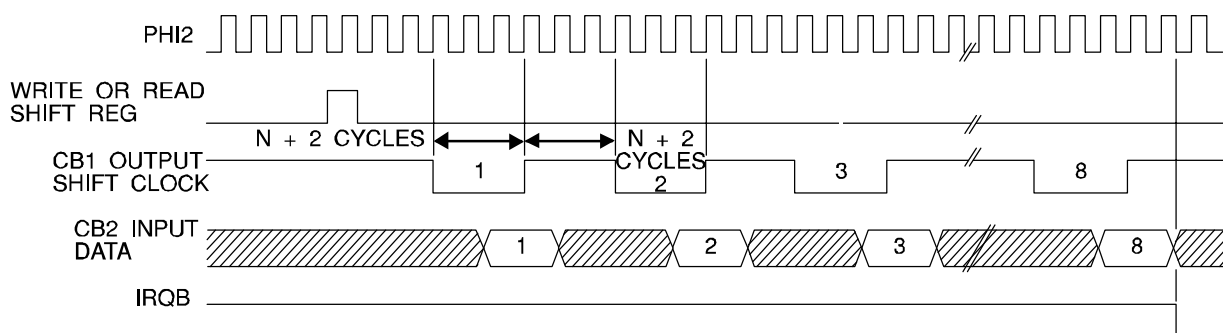 PHI2
WRITE OR READ
SHIFT REG
N + 2 CYCLES
N + 2
CYCLES
CB1 OUTPUT
SHIFT CLOCK
1
2
3
8
CB2 INPUT
DATA
1
2
3
8
IRQB